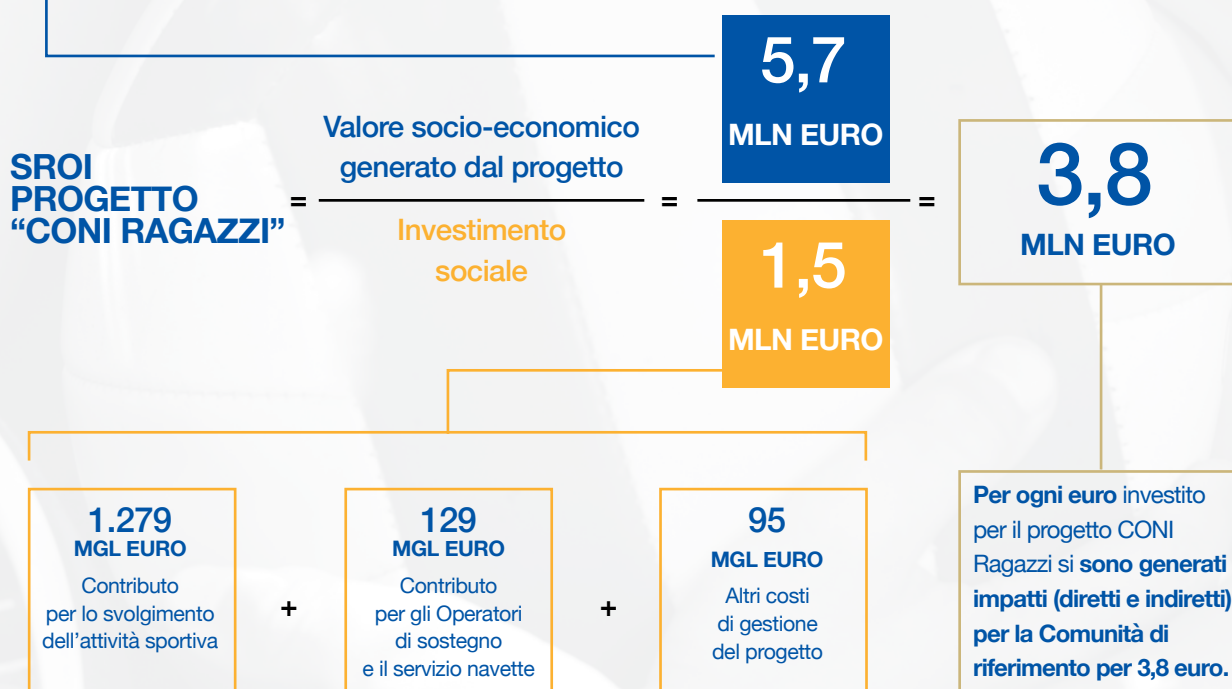 5,7
MLN EURO
SROI
PROGETTO
“CONI RAGAZZI”
=
Valore socio-economico
generato dal progetto
Investimento
sociale
=
1,5
MLN EURO
=
3,8
MLN EURO
1.279
MGL EURO
Contributo
per lo svolgimento
dell'attività sportiva
+
129
MGL EURO
Contributo
per gli Operatori
di sostegno
e il servizio navette
+
95
MGL EURO
Altri costi
di gestione
del progetto
Per ogni euro investito
per il progetto CONI
Ragazzi si sono generati
impatti (diretti e indiretti)
per la Comunità di
riferimento per 3,8 euro.